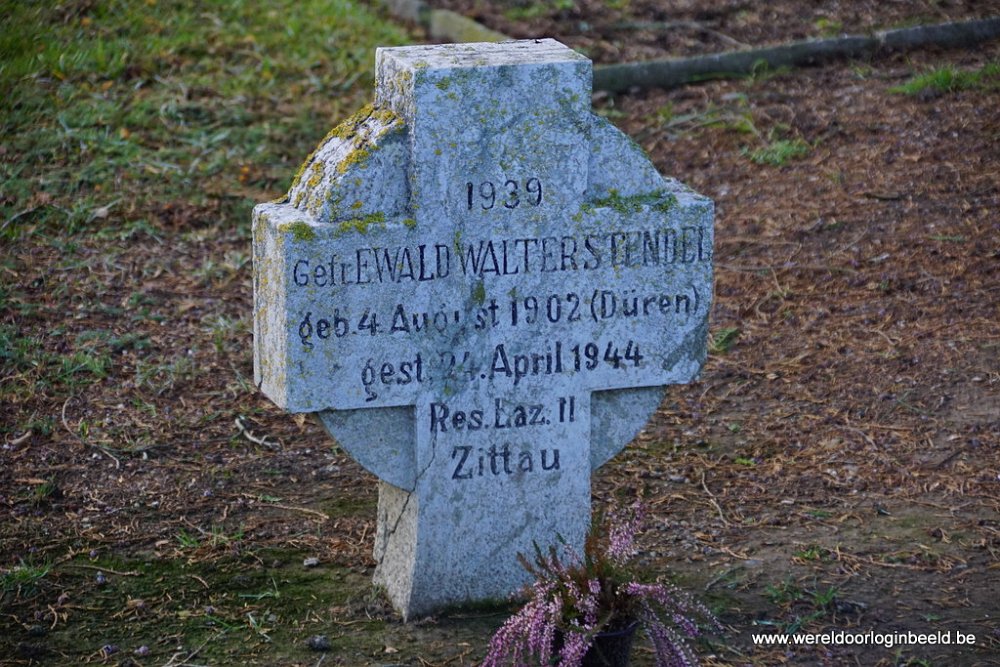 1939
Gefr. EWALD WALTER STENDEL
geb. 4. August 1902 (Düren)
gest. 24. April 1944
Res. Laz. II
Zittau
www.wereldoorloginbeeld.be